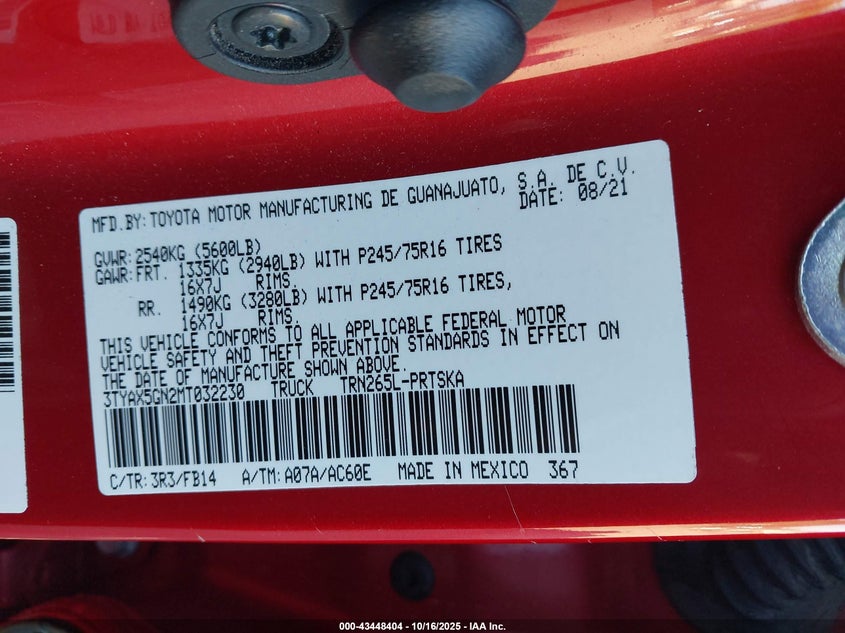 MFD.BY: TOYOTA MOTOR MANUFACTURING DE GUANAJUATO, S.A. DE C.V.
DATE: 08/21
GVWR: 2540KG (5600LB)
GAWR: FRT. 1335KG (2940LB) WITH P245/75R16 TIRES
16X7J RIMS.
RR. 1490KG (3280LB) WITH P245/75R16 TIRES,
16X7J RIMS.
THIS VEHICLE CONFORMS TO ALL APPLICABLE FEDERAL MOTOR
VEHICLE SAFETY AND THEFT PREVENTION STANDARDS IN EFFECT ON
THE DATE OF MANUFACTURE SHOWN ABOVE.
3TYAX5GN2MT032230 TRUCK TRN265L-PRTSKA
C/TR: 3R3/FB14 A/TM: A07A/AC60E MADE IN MEXICO 367
000-43448404 - 10/16/2025 - IAA Inc.